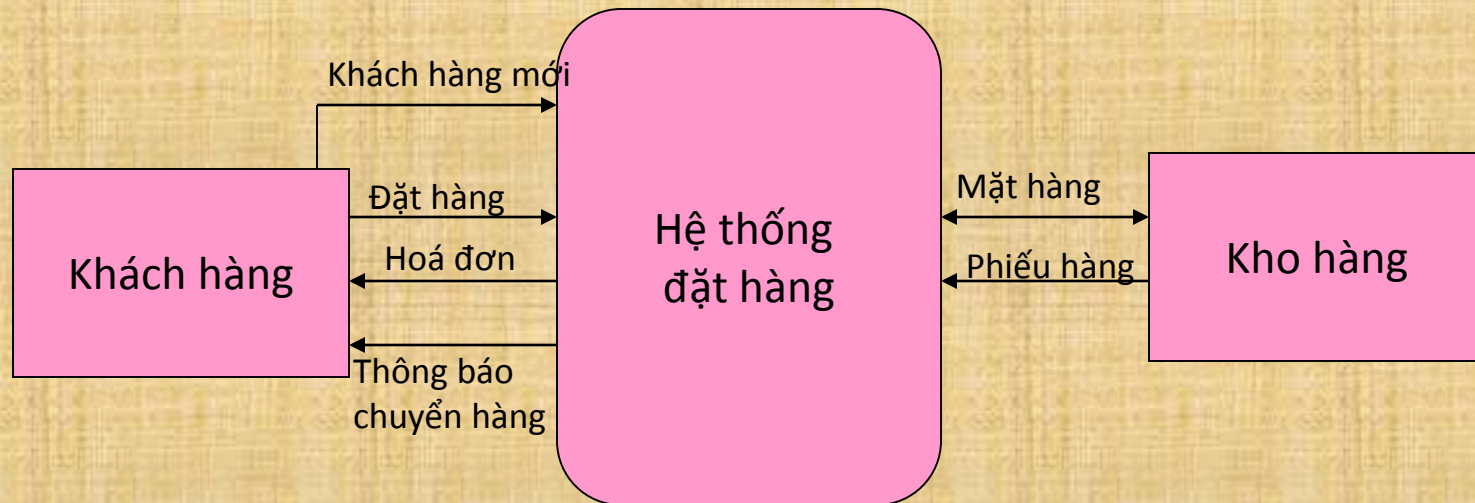 Khách hàng mới
Đặt hàng
Hoá đơn
Khách hàng
Thông báo
chuyển hàng
Hệ thống
đặt hàng
Mặt hàng
Phiếu hàng
Kho hàng